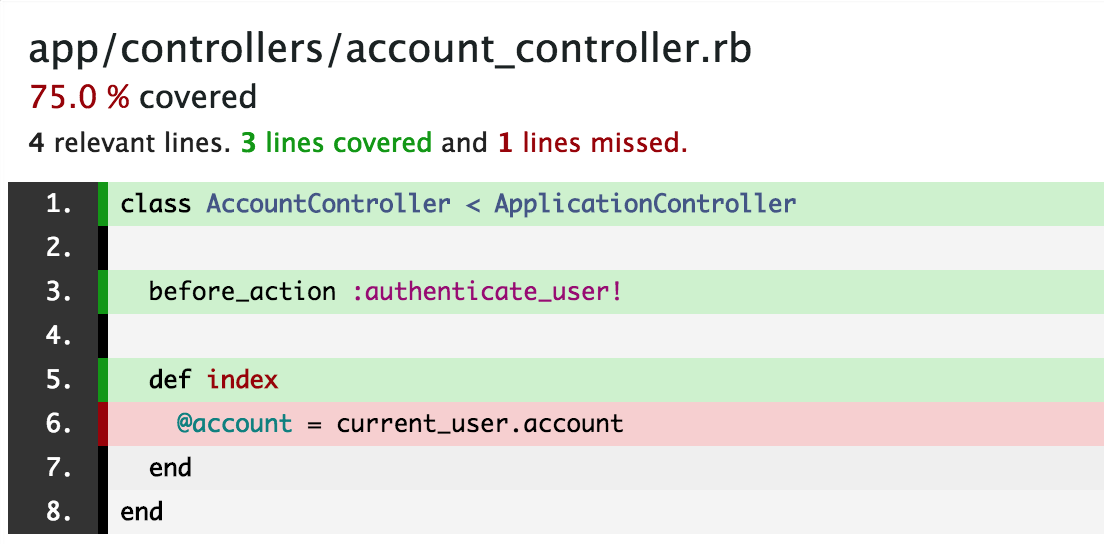 app/controllers/account_controller.rb
75.0 % covered
4 relevant lines. 3 lines covered and 1 lines missed.
1. class AccountController < ApplicationController
2.
3.   before_action :authenticate_user!
4.
5.   def index
6.     @account = current_user.account
7.   end
8. end